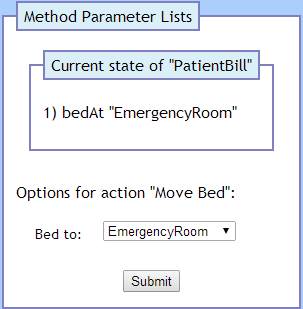 Method Parameter Lists
Current state of "PatientBill"
1) bedAt "EmergencyRoom"
Options for action "Move Bed":
Bed to: EmergencyRoom
Submit